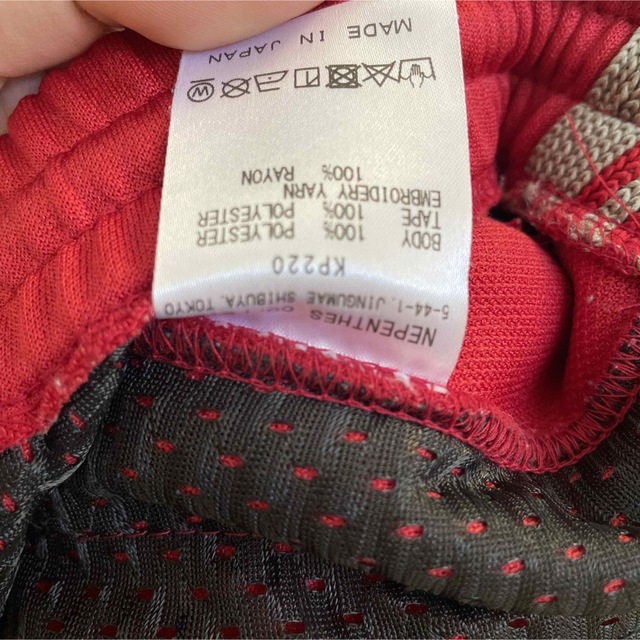 NEPENTHES
5-44-1, JINGUMAE SHIBUYA, TOKYO
KP220
BODY 100% POLYESTER
TAPE 100% POLYESTER
EMBROIDERY YARN
100% RAYON
W
MADE IN JAPAN